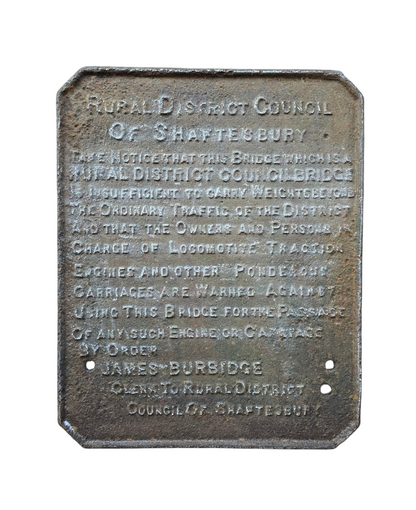 RURAL DISTRICT COUNCIL
OF SHAFTESBURY
TAKE NOTICE THAT THIS BRIDGE WHICH IS A
RURAL DISTRICT COUNCIL BRIDGE
IS INSUFFICIENT TO CARRY WEIGHTS BEYOND
THE ORDINARY TRAFFIC OF THE DISTRICT
AND THAT THE OWNERS AND PERSONS IN
CHARGE OF LOCOMOTIVE TRACTION
ENGINES AND OTHER PONDEROUS
CARRIAGES ARE WARNED AGAINST
USING THIS BRIDGE FOR THE PASSAGE
OF ANY SUCH ENGINE OR CARRIAGE
BY ORDER
JAMES BURBIDGE
CLERK TO RURAL DISTRICT
COUNCIL OF SHAFTESBURY